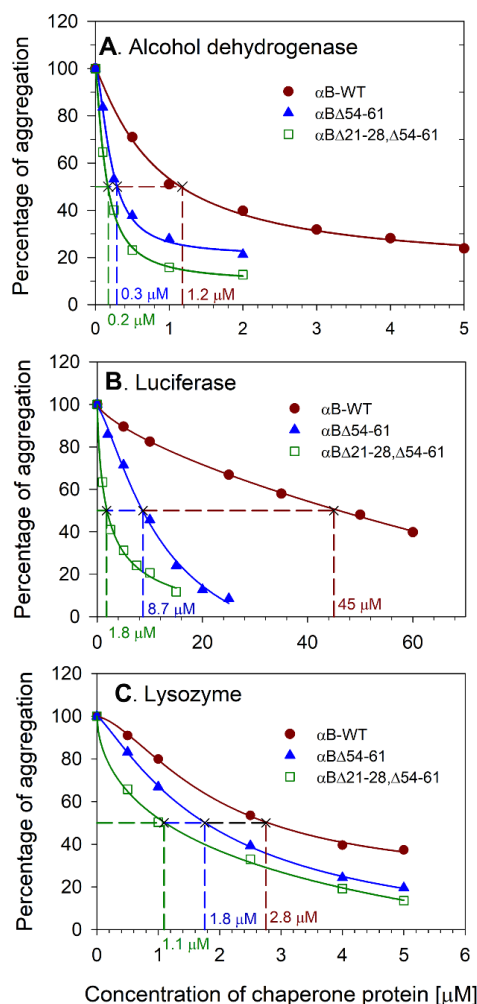 A. Alcohol dehydrogenase
120
100
80
60
40
20
0
Percentage of aggregation
αB-WT
αBΔ54-61
αBΔ21-28,Δ54-61
0.3 μM
1.2 μM
0.2 μM
0 1 2 3 4 5
B. Luciferase
120
100
80
60
40
20
0
Percentage of aggregation
αB-WT
αBΔ54-61
αBΔ21-28,Δ54-61
8.7 μM
45 μM
1.8 μM
0 20 40 60
C. Lysozyme
120
100
80
60
40
20
0
Percentage of aggregation
αB-WT
αBΔ54-61
αBΔ21-28,Δ54-61
1.8 μM
2.8 μM
1.1 μM
0 1 2 3 4 5 6
Concentration of chaperone protein [μM]